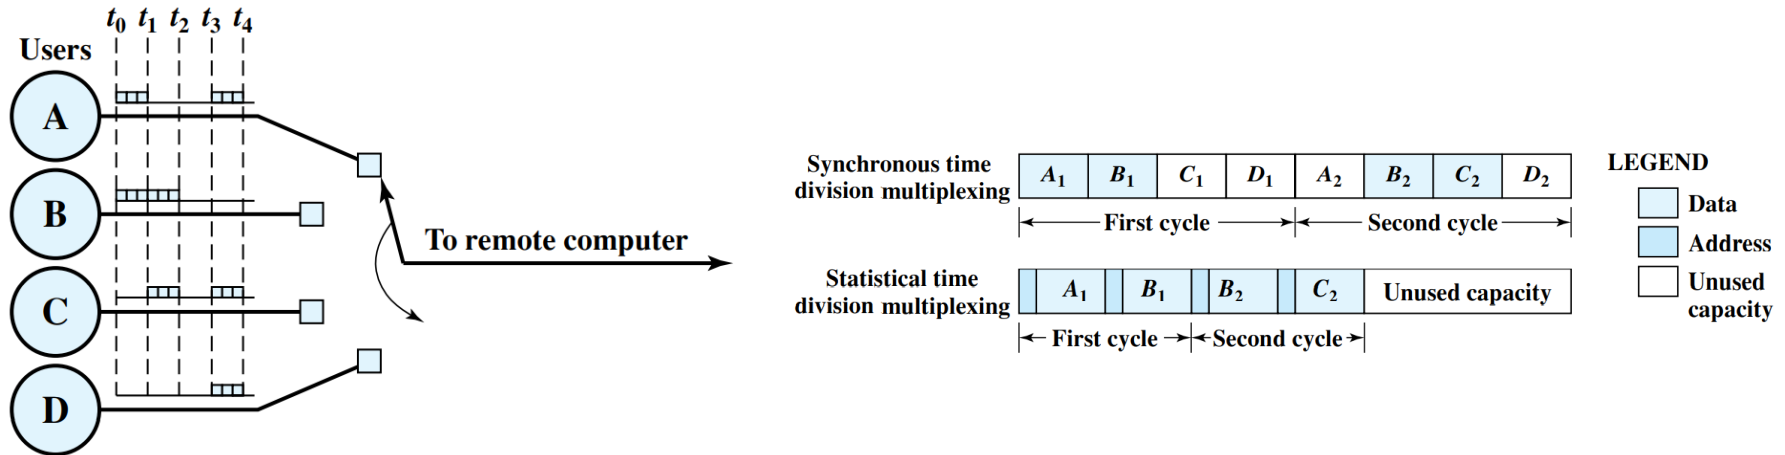 t0 t1 t2 t3 t4
Users
A
B
C
D
To remote computer
Synchronous time
division multiplexing
A1 B1 C1 D1 A2 B2 C2 D2
First cycle Second cycle
Statistical time
division multiplexing
A1 B1 B2 C2 Unused capacity
First cycle Second cycle
LEGEND
Data
Address
Unused
capacity